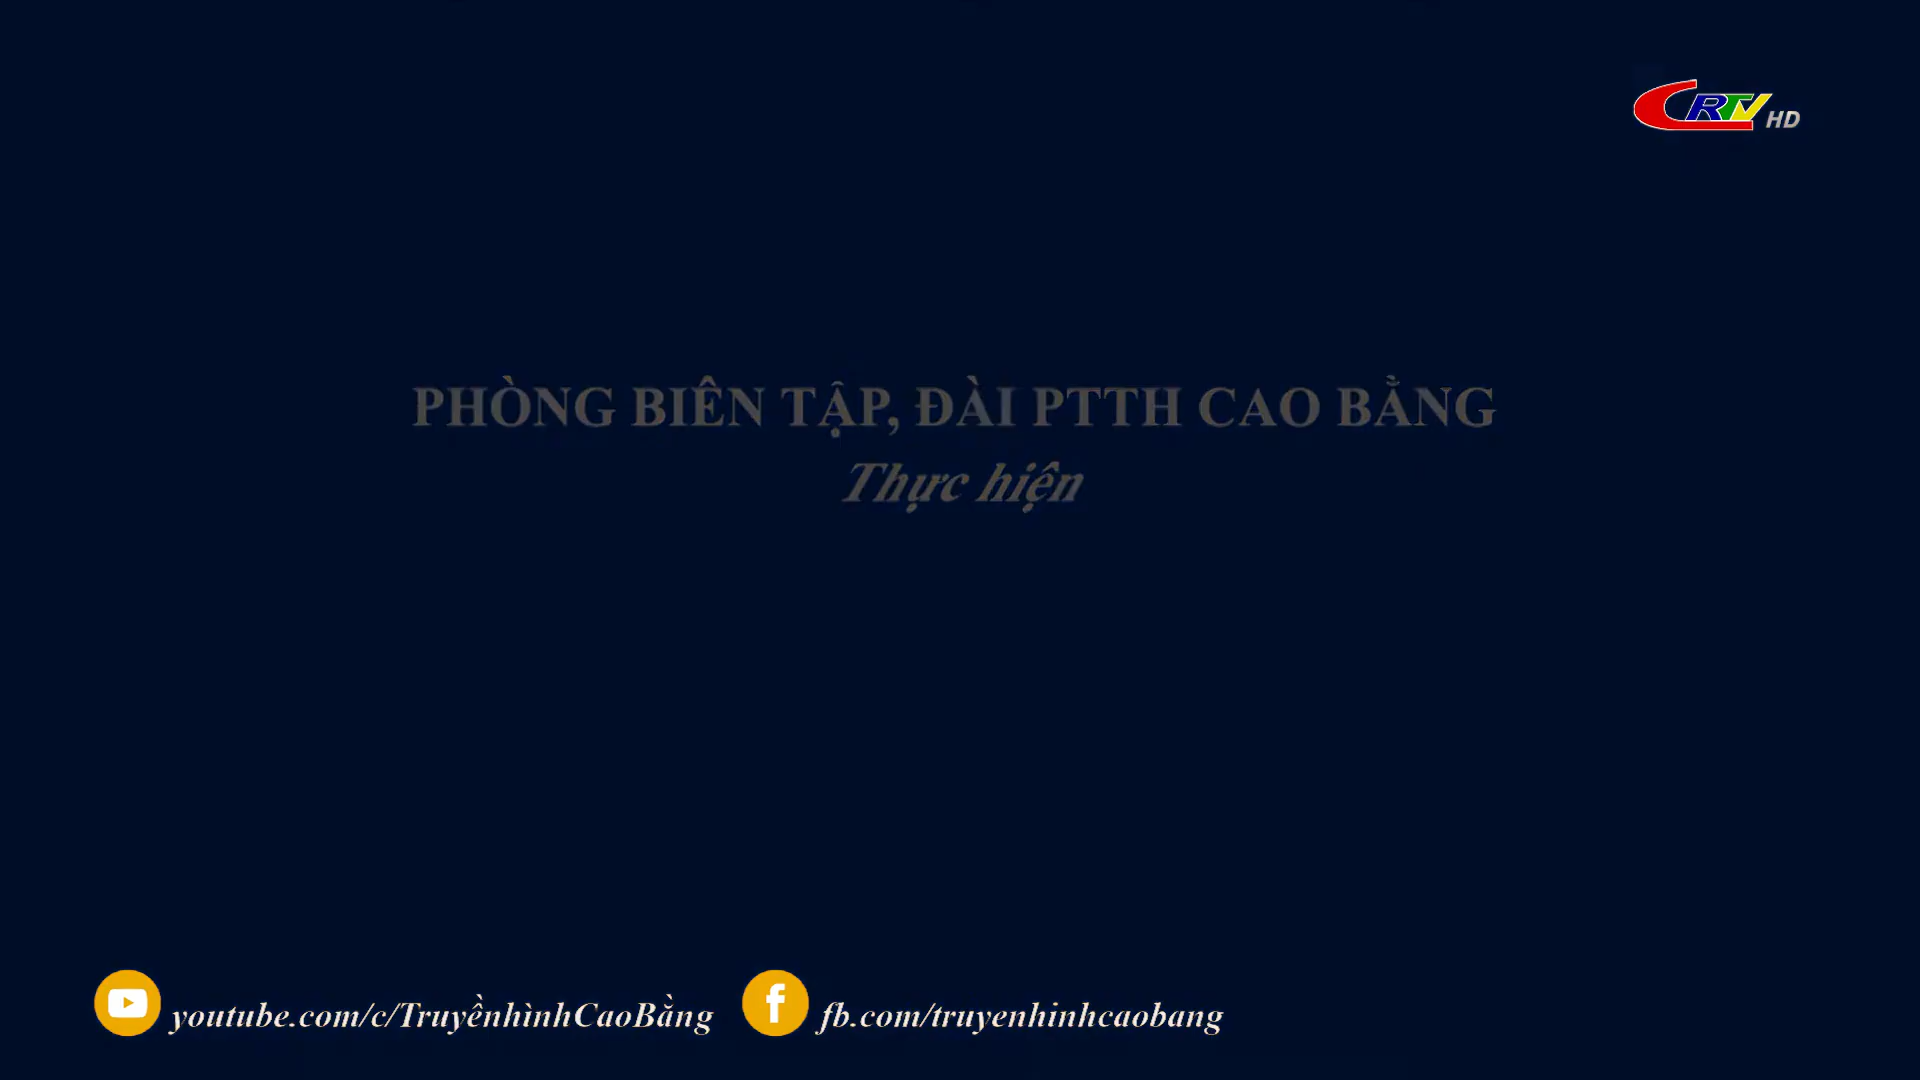 CRTV HD
PHÒNG BIÊN TẬP, ĐÀI PTTH CAO BẰNG
Thực hiện
youtube.com/c/TruyềnhìnhCaoBằng
fb.com/truyenhinhcaobang